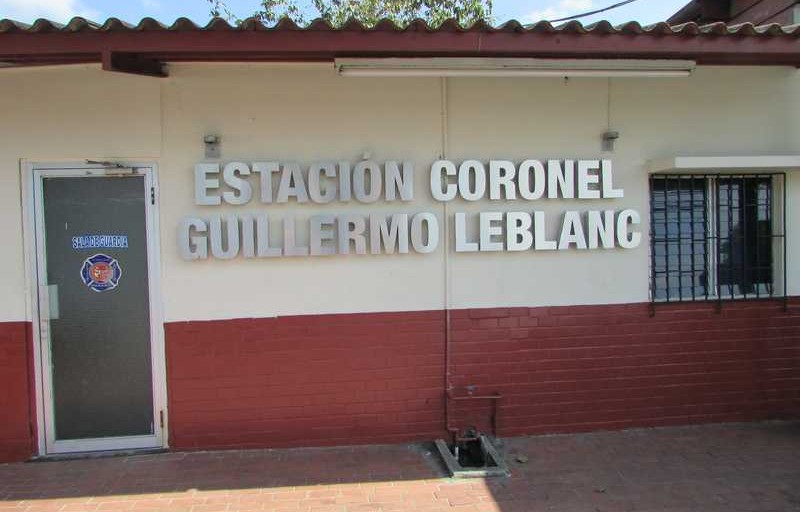 ESTACIÓN CORONEL
GUILLERMO LEBLANC
SALA DE GUARDIA